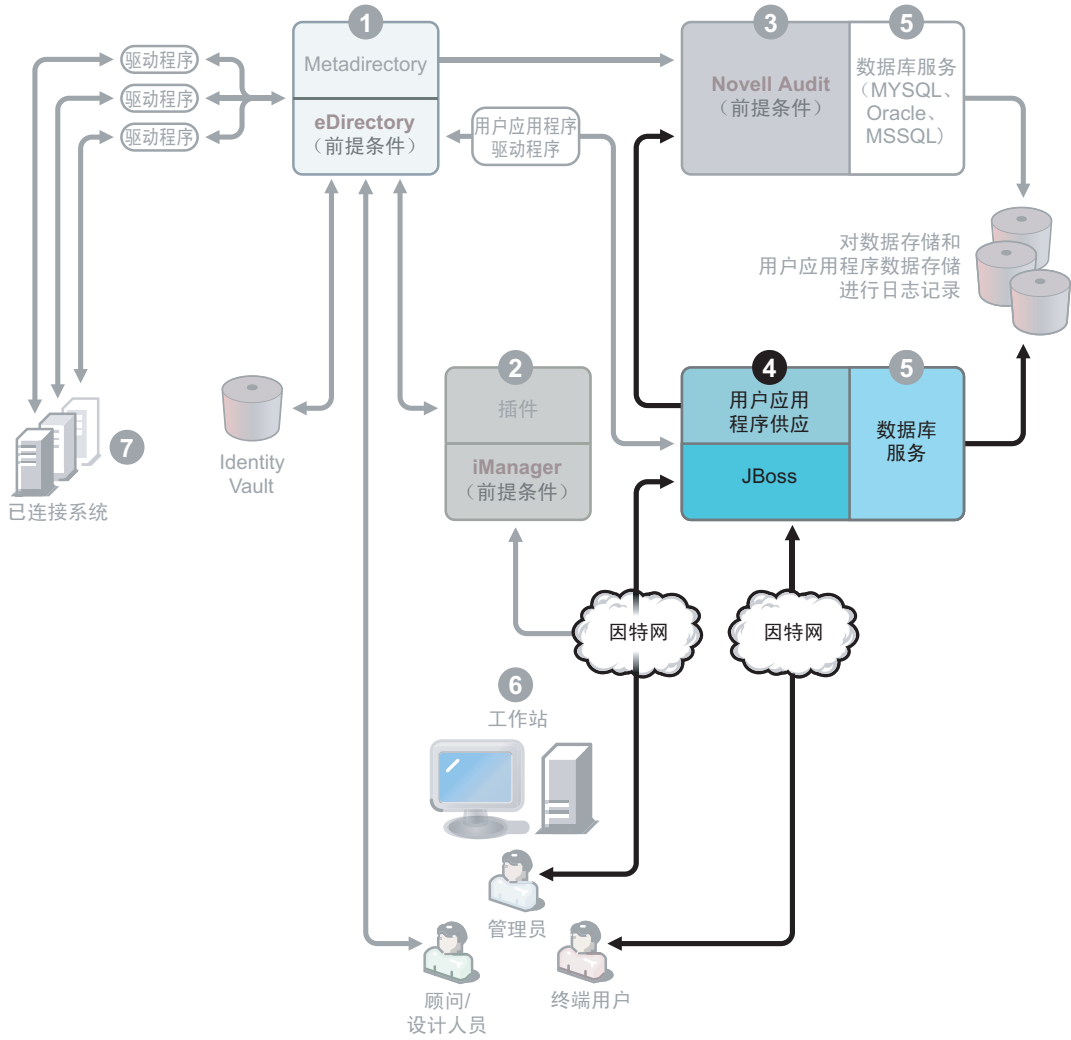 1
3
5
驱动程序
驱动程序
驱动程序
Metadirectory
eDirectory
（前提条件）
用户应用程序
驱动程序
Novell Audit
（前提条件）
数据库服务
（MYSQL、
Oracle、
MSSQL）
对数据存储和
用户应用程序数据存储
进行日志记录
2
插件
iManager
（前提条件）
4
5
用户应用
程序供应
JBoss
数据库
服务
7
已连接系统
Identity
Vault
因特网
因特网
6
工作站
管理员
顾问/
设计人员
终端用户